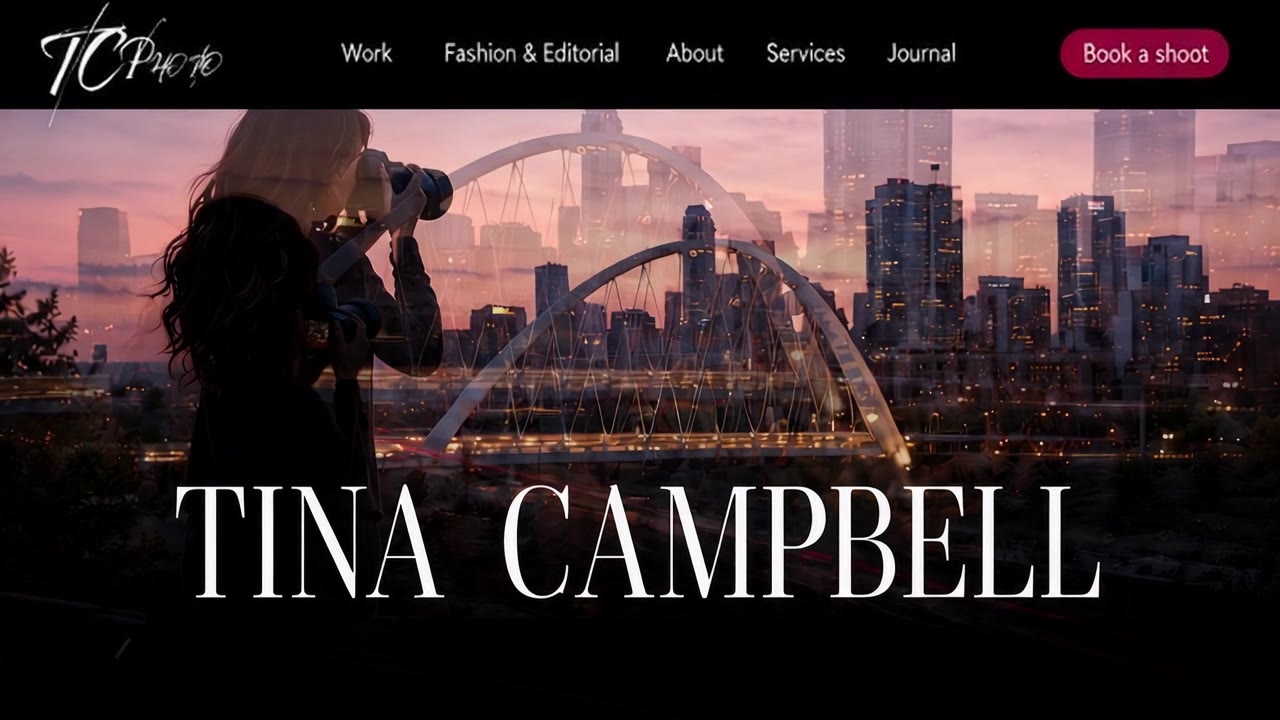 TCPHOTO
Work
Fashion & Editorial
About
Services
Journal
Book a shoot
TINA CAMPBELL